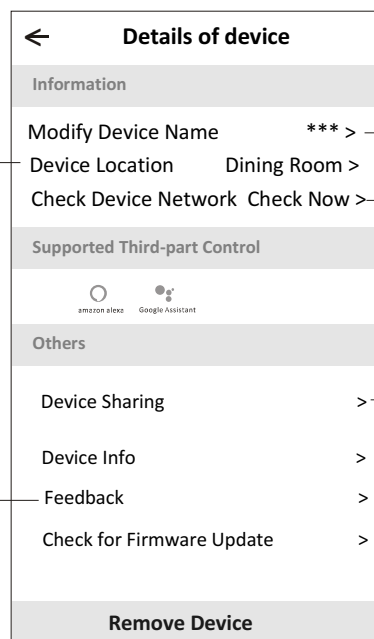 Details of device
Information
Modify Device Name *** >
Device Location Dining Room >
Check Device Network Check Now >
Supported Third-part Control
amazon alexa Google Assistant
Others
Device Sharing >
Device Info >
Feedback >
Check for Firmware Update >
Remove Device